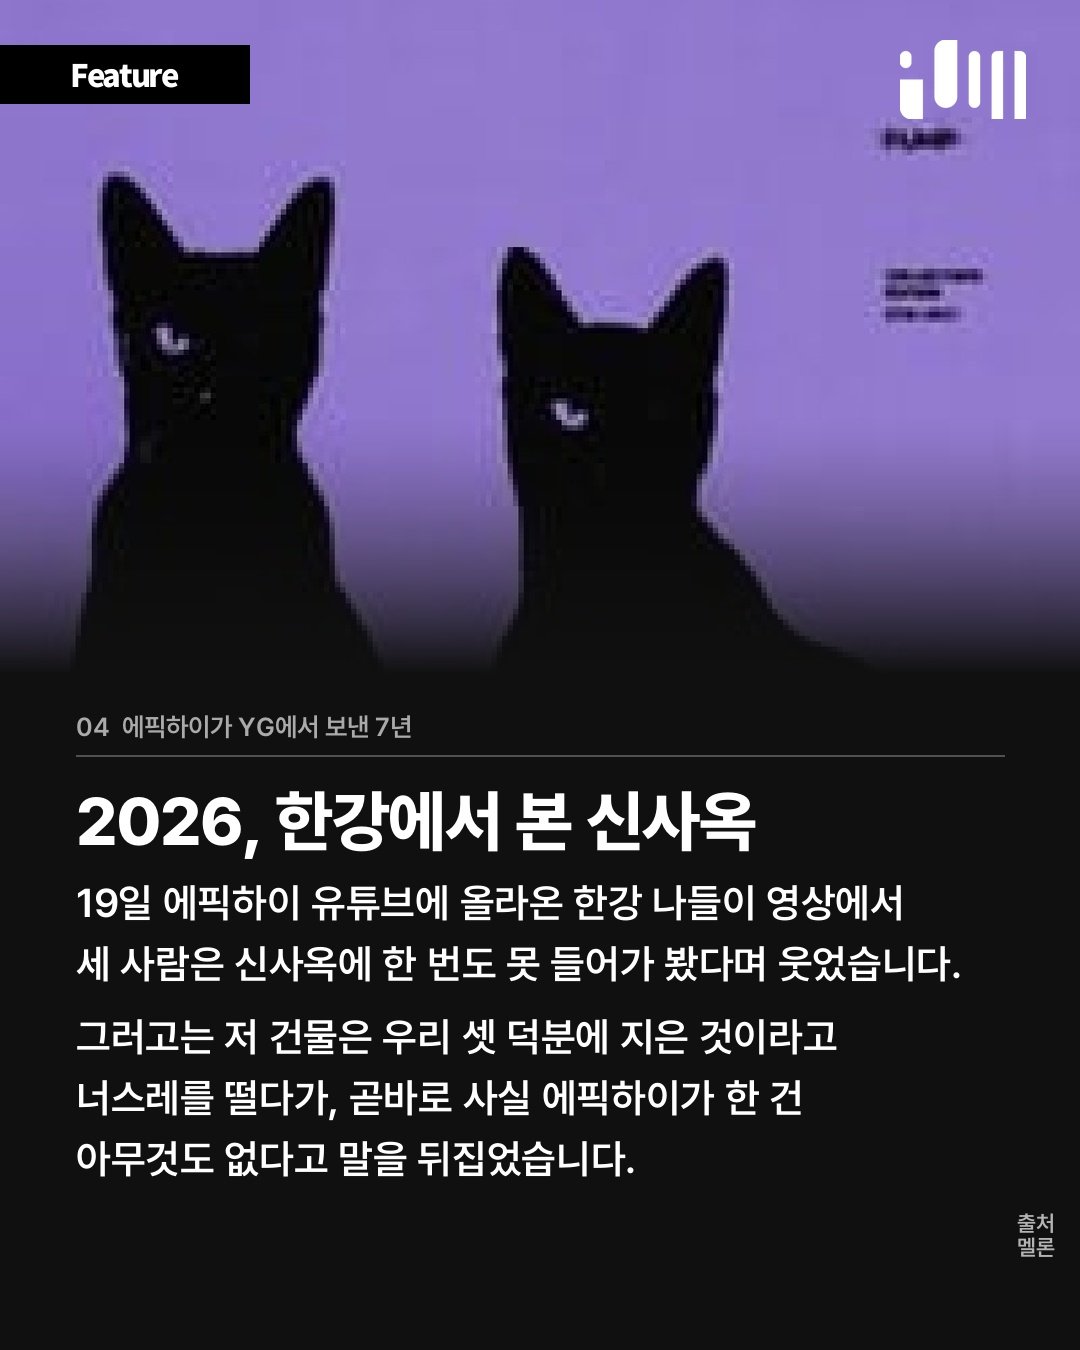 Feature
PUMP
04 에픽하이가 YG에서 보낸 7년
2026, 한강에서 본 신사옥
19일 에픽하이 유튜브에 올라온 한강 나들이 영상에서
세 사람은 신사옥에 한 번도 못 들어가 봤다며 웃었습니다.
그러고는 저 건물은 우리 셋 덕분에 지은 것이라고
너스레를 떨다가, 곧바로 사실 에픽하이가 한 건
아무것도 없다고 말을 뒤집었습니다.
출처
멜론